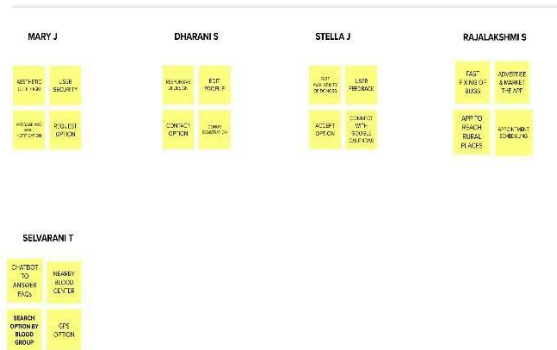 MARY J
DHARANI S
STELLA J
RAJALAKSHMI S
AESTHETIC
USER
SECURITY
REQUEST
OPTION
RESPONSIVE
EDIT
PROFILE
CONTACT
OPTION
USER
FEEDBACK
ACCEPT
OPTION
CONNECT
WITH
GOOGLE
CALENDAR
FAST
FIXING OF
BUGS
ADVERTISE
& MARKET
THE APP
APP TO
REACH
RURAL
PLACES
APPOINTMENT
SCHEDULING
SELVARANI T
CHATBOT
TO
ANSWER
FAQs
NEARBY
BLOOD
CENTER
SEARCH
OPTION BY
BLOOD
GROUP
GPS
OPTION